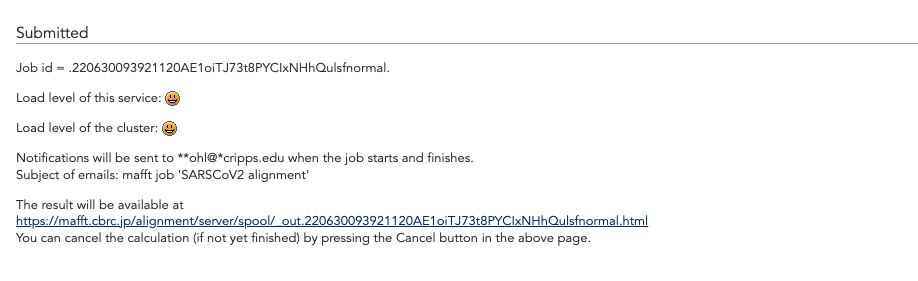 Submitted
Job id = .220630093921120AE1oiTJ73t8PYCIxNHhQulsfnormal.
Load level of this service:
Load level of the cluster:
Notifications will be sent to **ohl@*cripps.edu when the job starts and finishes.
Subject of emails: mafft job 'SARSCoV2 alignment'
The result will be available at
https://mafft.cbrc.jp/alignment/server/spool/_out.220630093921120AE1oiTJ73t8PYCIxNHhQulsfnormal.html
You can cancel the calculation (if not yet finished) by pressing the Cancel button in the above page.